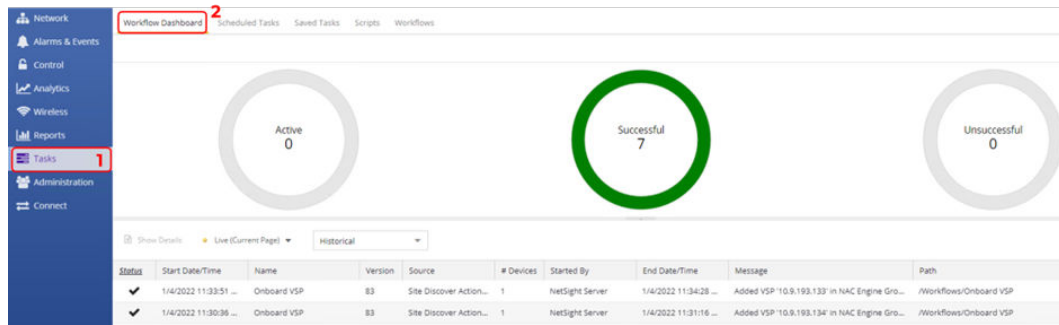 Network
Alarms & Events
Control
Analytics
Wireless
Reports
Tasks 1
Administration
Connect
Workflow Dashboard 2 Scheduled Tasks Saved Tasks Scripts Workflows
Active
0
Successful
7
Unsuccessful
0
Show Details Live (Current Page) Historical
Status Start Date/Time Name Version Source # Devices Started By End Date/Time Message Path
1/4/2022 11:33:51 ... Onboard VSP 83 Site Discover Action... 1 NetSight Server 1/4/2022 11:34:28 ... Added VSP '10.9.193.133' in NAC Engine Gro... /Workflows/Onboard VSP
1/4/2022 11:30:36 ... Onboard VSP 83 Site Discover Action... 1 NetSight Server 1/4/2022 11:31:16 ... Added VSP '10.9.193.134' in NAC Engine Gro... /Workflows/Onboard VSP